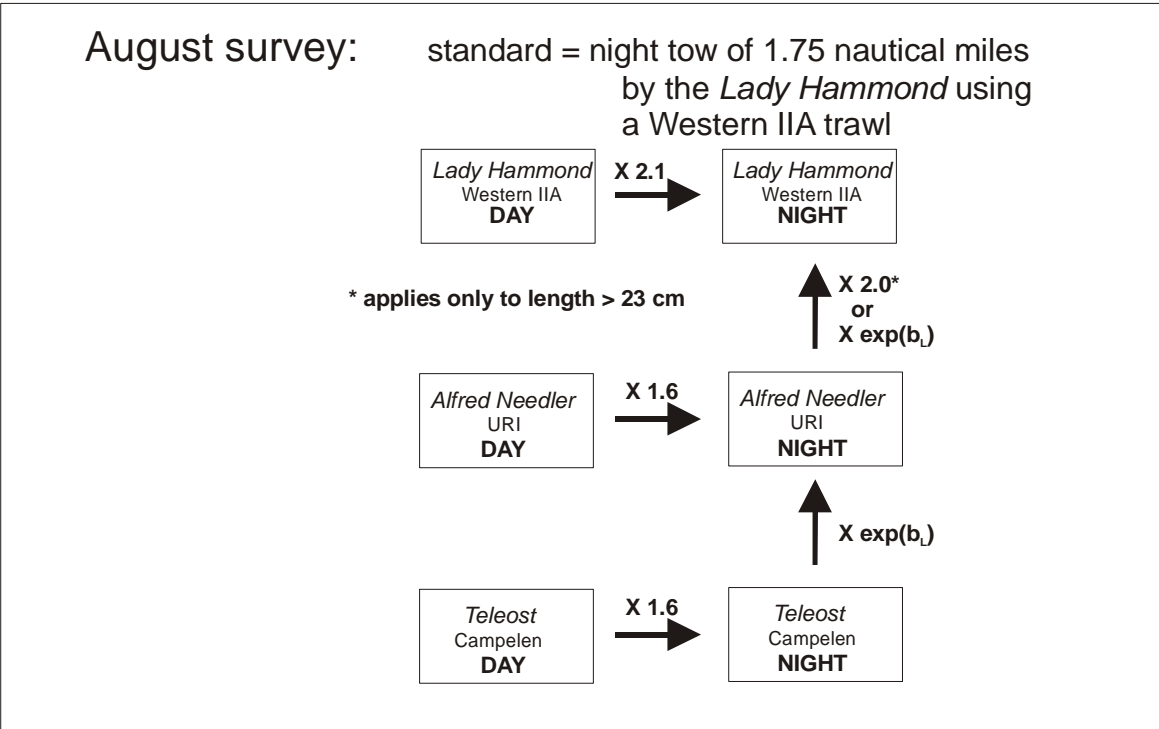 August survey: standard = night tow of 1.75 nautical miles
by the Lady Hammond using
a Western IIA trawl
Lady Hammond
Western IIA
DAY
X 2.1
Lady Hammond
Western IIA
NIGHT
* applies only to length > 23 cm
X 2.0*
or
X exp(bL)
Alfred Needler
URI
DAY
X 1.6
Alfred Needler
URI
NIGHT
X exp(bL)
Teleost
Campelen
DAY
X 1.6
Teleost
Campelen
NIGHT